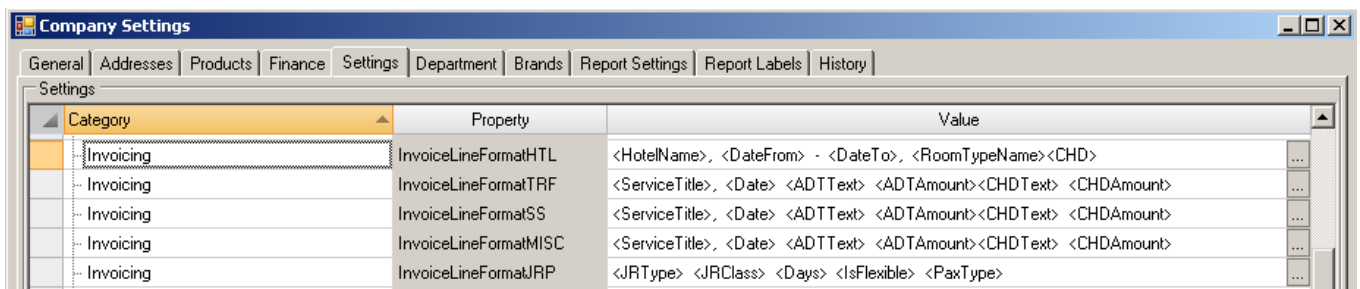 Company Settings
General Addresses Products Finance Settings Department Brands Report Settings Report Labels History
Settings
Category Property Value
Invoicing InvoiceLineFormatHTL <HotelName>, <DateFrom> - <DateTo>, <RoomTypeName><CHD> ...
Invoicing InvoiceLineFormatTRF <ServiceTitle>, <Date> <ADTText> <ADTAmount><CHDText> <CHDAmount> ...
Invoicing InvoiceLineFormatSS <ServiceTitle>, <Date> <ADTText> <ADTAmount><CHDText> <CHDAmount> ...
Invoicing InvoiceLineFormatMISC <ServiceTitle>, <Date> <ADTText> <ADTAmount><CHDText> <CHDAmount> ...
Invoicing InvoiceLineFormatJRP <JRType> <JRClass> <Days> <IsFlexible> <PaxType> ...